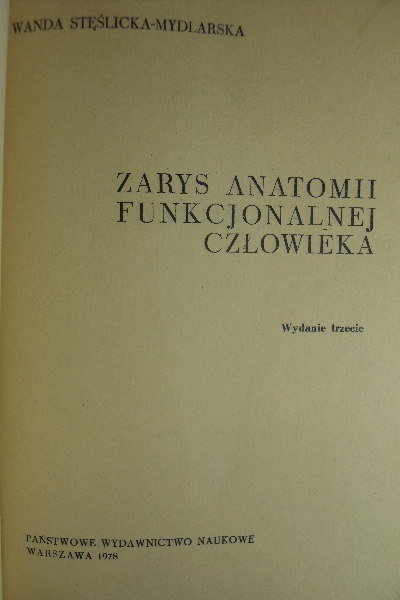 WANDA STĘŚLICKA-MYDLARSKA
ZARYS ANATOMII
FUNKCJONALNEJ
CZŁOWIEKA
Wydanie trzecie
PAŃSTWOWE WYDAWNICTWO NAUKOWE
WARSZAWA 1978